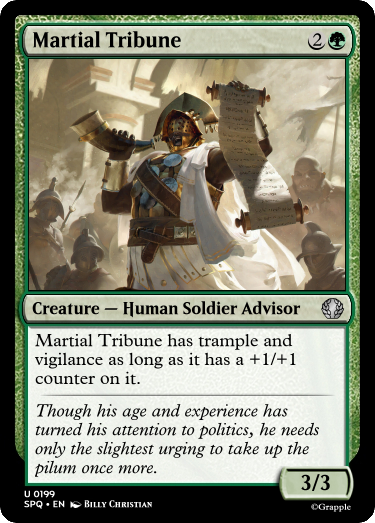 Martial Tribune 2
Creature — Human Soldier Advisor
Martial Tribune has trample and
vigilance as long as it has a +1/+1
counter on it.
Though his age and experience has
turned his attention to politics, he needs
only the slightest urging to take up the
pilum once more.
3/3
U 0199
SPQ • EN Billy Christian
©Grapple